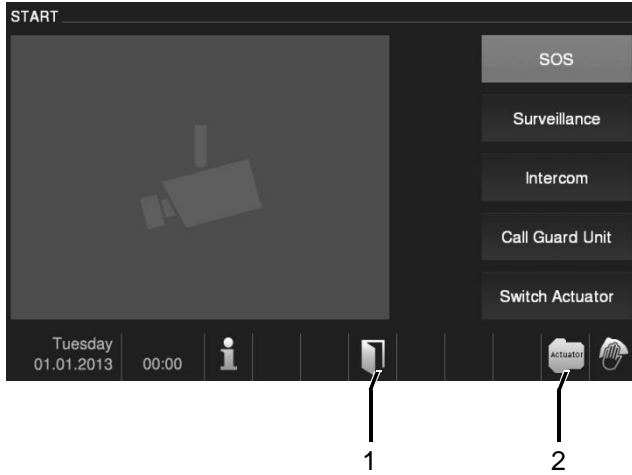 START
SOS
Surveillance
Intercom
Call Guard Unit
Switch Actuator
Tuesday
01.01.2013
00:00
i
Actuator
1
2